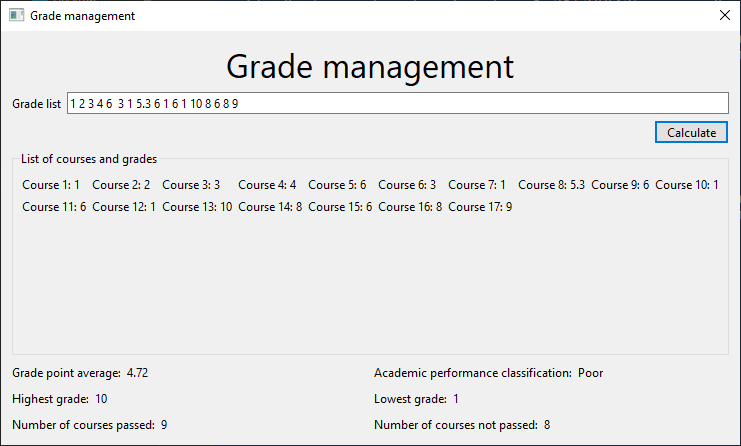 Grade management
Grade management
Grade list 1 2 3 4 6  3 1 5.3 6 1 6 1 10 8 6 8 9
Calculate
List of courses and grades
Course 1: 1 Course 2: 2 Course 3: 3 Course 4: 4 Course 5: 6 Course 6: 3 Course 7: 1 Course 8: 5.3 Course 9: 6 Course 10: 1
Course 11: 6 Course 12: 1 Course 13: 10 Course 14: 8 Course 15: 6 Course 16: 8 Course 17: 9
Grade point average: 4.72 Academic performance classification: Poor
Highest grade: 10 Lowest grade: 1
Number of courses passed: 9 Number of courses not passed: 8